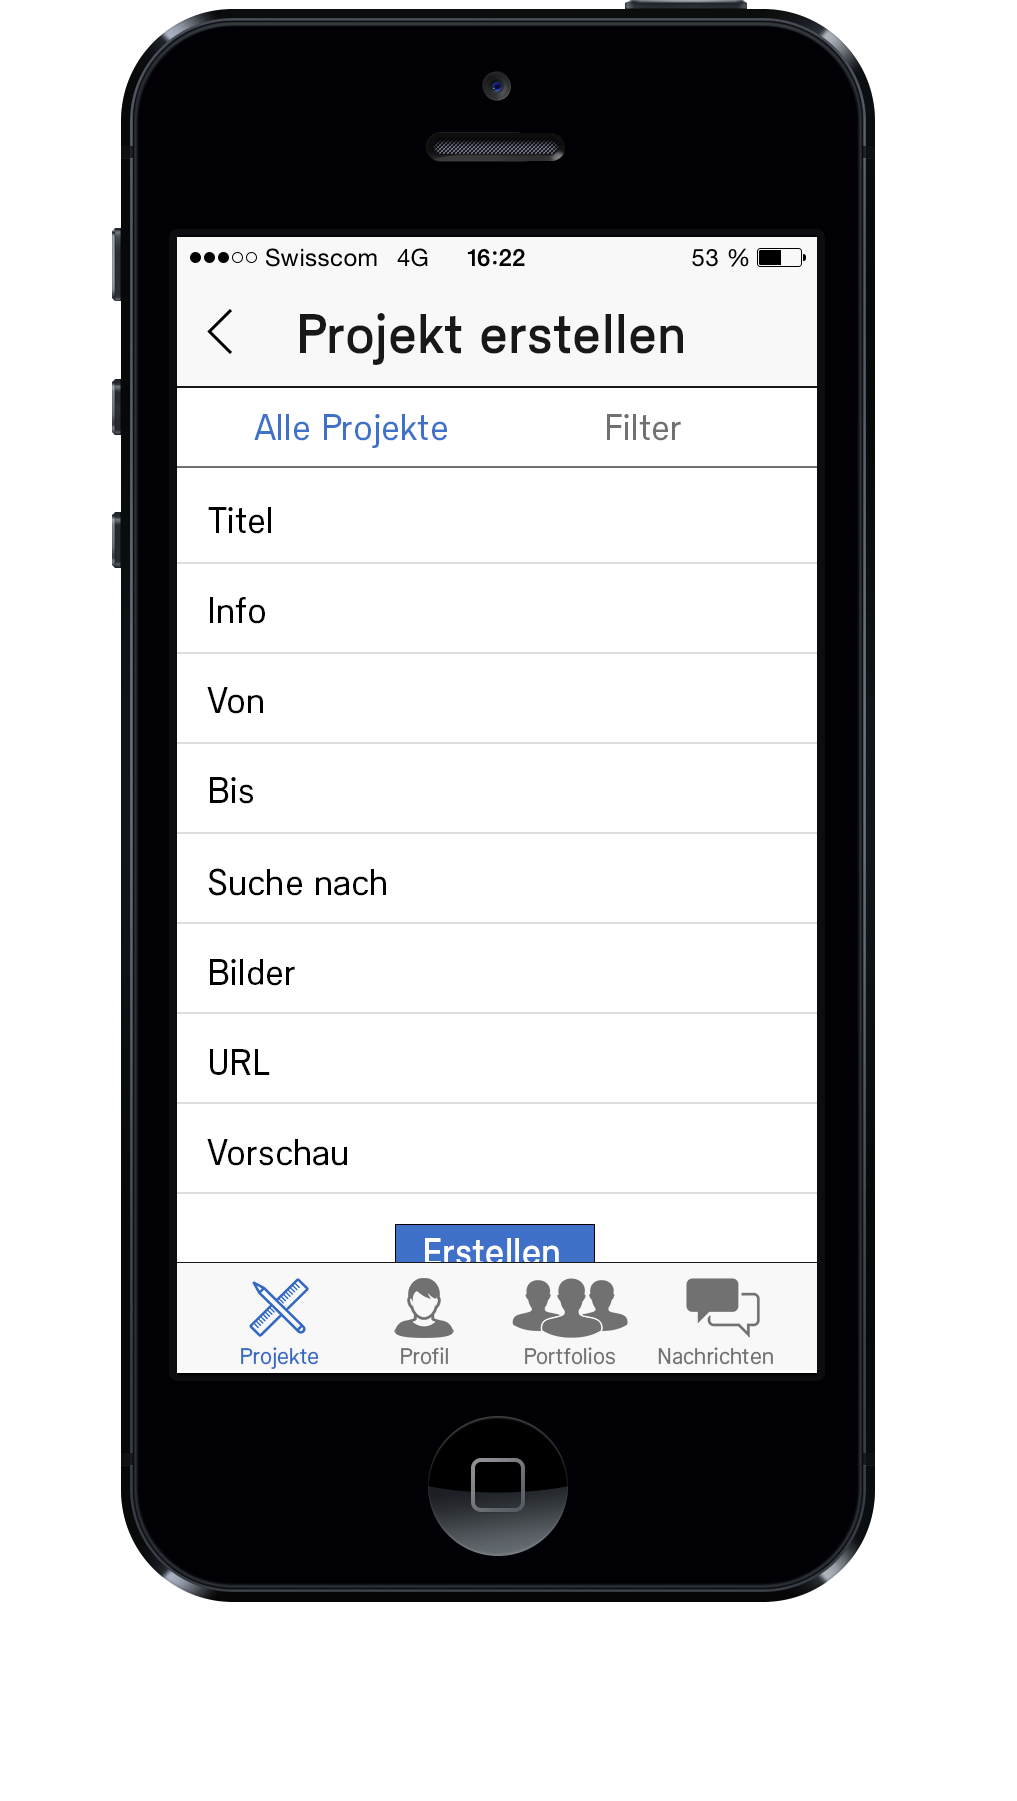 Swisscom 4G 16:22 53 %
Projekt erstellen
Alle Projekte Filter
Titel
Info
Von
Bis
Suche nach
Bilder
URL
Vorschau
Erstellen
Projekte Profil Portfolios Nachrichten